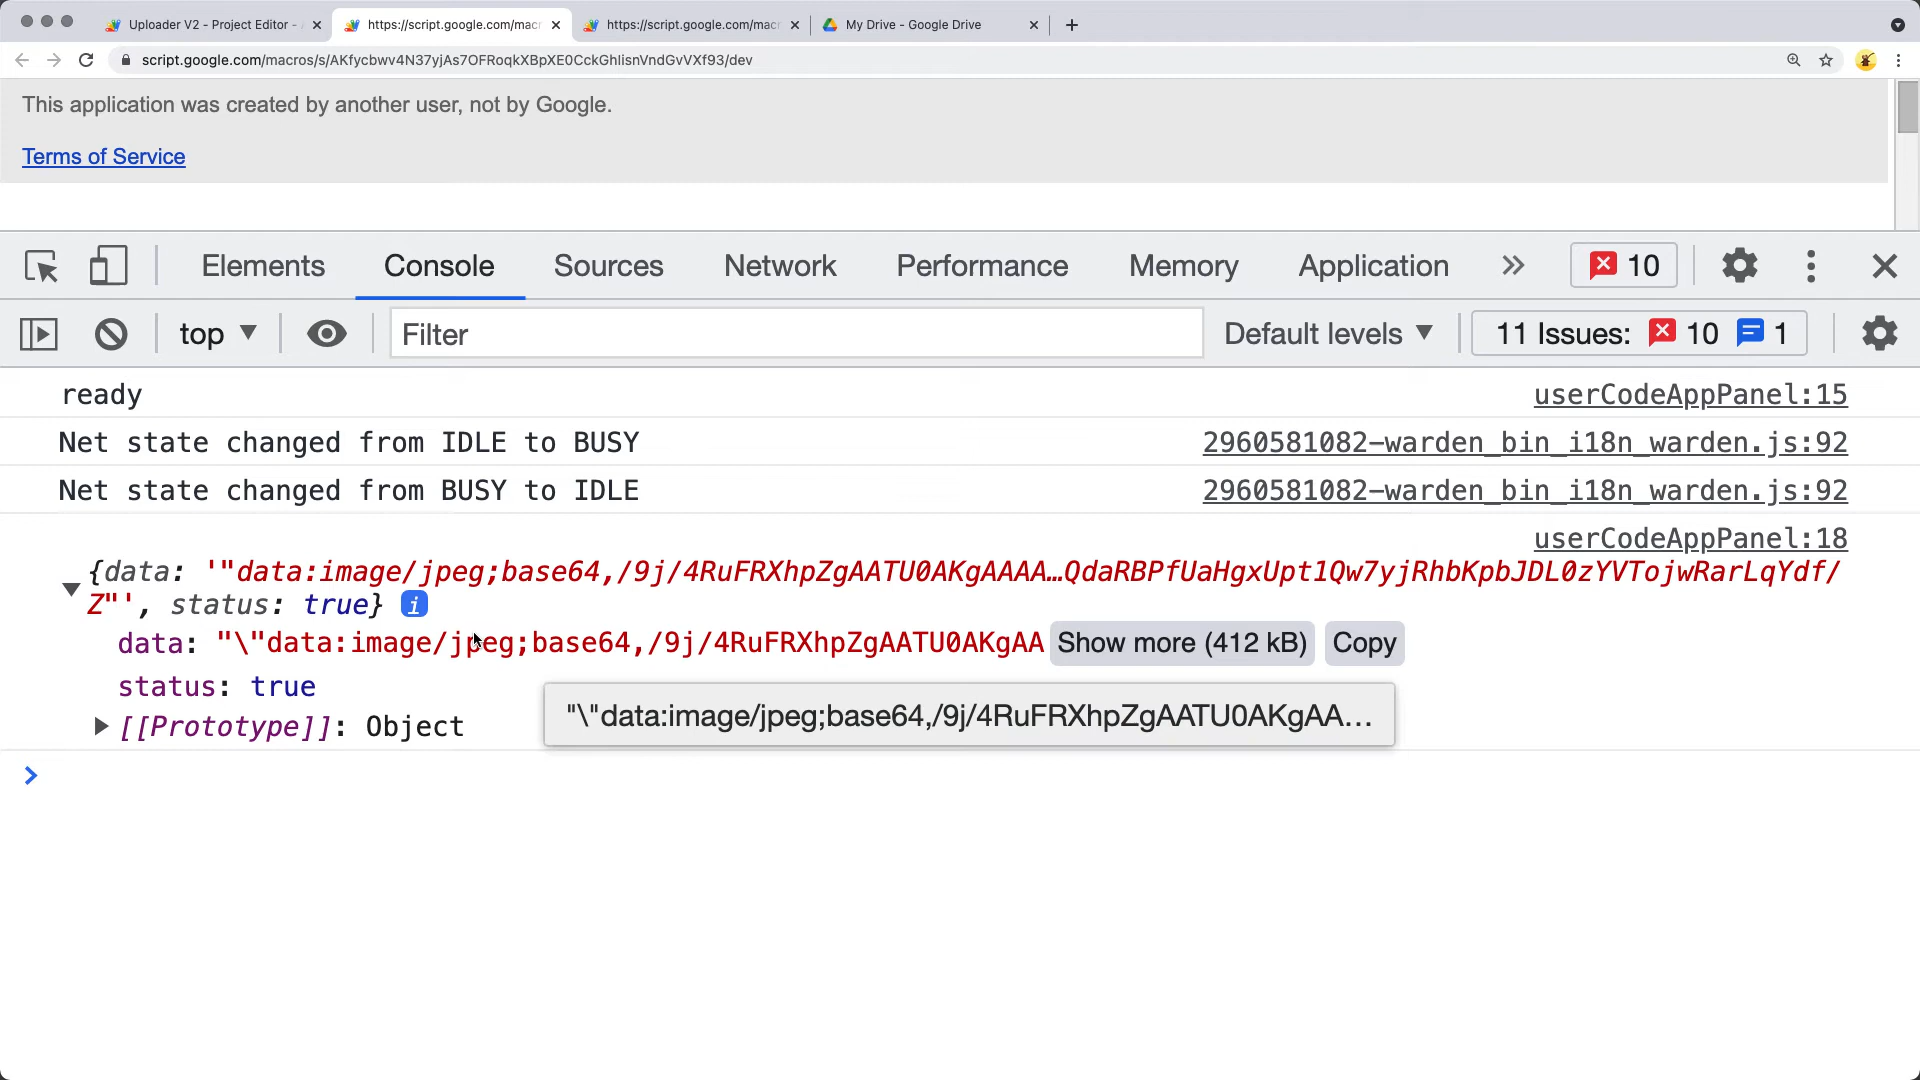 Uploader V2 - Project Editor -
https://script.google.com/macr
https://script.google.com/macr
My Drive - Google Drive
script.google.com/macros/s/AKfycbwv4N37yjAs7OFRoqkXBpXE0CckGhlisnVndGvVXf93/dev
This application was created by another user, not by Google.
Terms of Service
Elements Console Sources Network Performance Memory Application » 10
top Filter Default levels 11 Issues: 10 1
ready userCodeAppPanel:15
Net state changed from IDLE to BUSY 2960581082-warden_bin_i18n_warden.js:92
Net state changed from BUSY to IDLE 2960581082-warden_bin_i18n_warden.js:92
userCodeAppPanel:18
{data: '"data:image/jpeg;base64,/9j/4RuFRXhpZgAATU0AKgAAAA…QdaRBPfUaHgxUpt1Qw7yjRhbKpbJDL0zYVTojwRarLqYdf/
Z"', status: true} i
data: "\"data:image/jpeg;base64,/9j/4RuFRXhpZgAATU0AKgAA Show more (412 kB) Copy
status: true
"\"data:image/jpeg;base64,/9j/4RuFRXhpZgAATU0AKgAA…
[[Prototype]]: Object